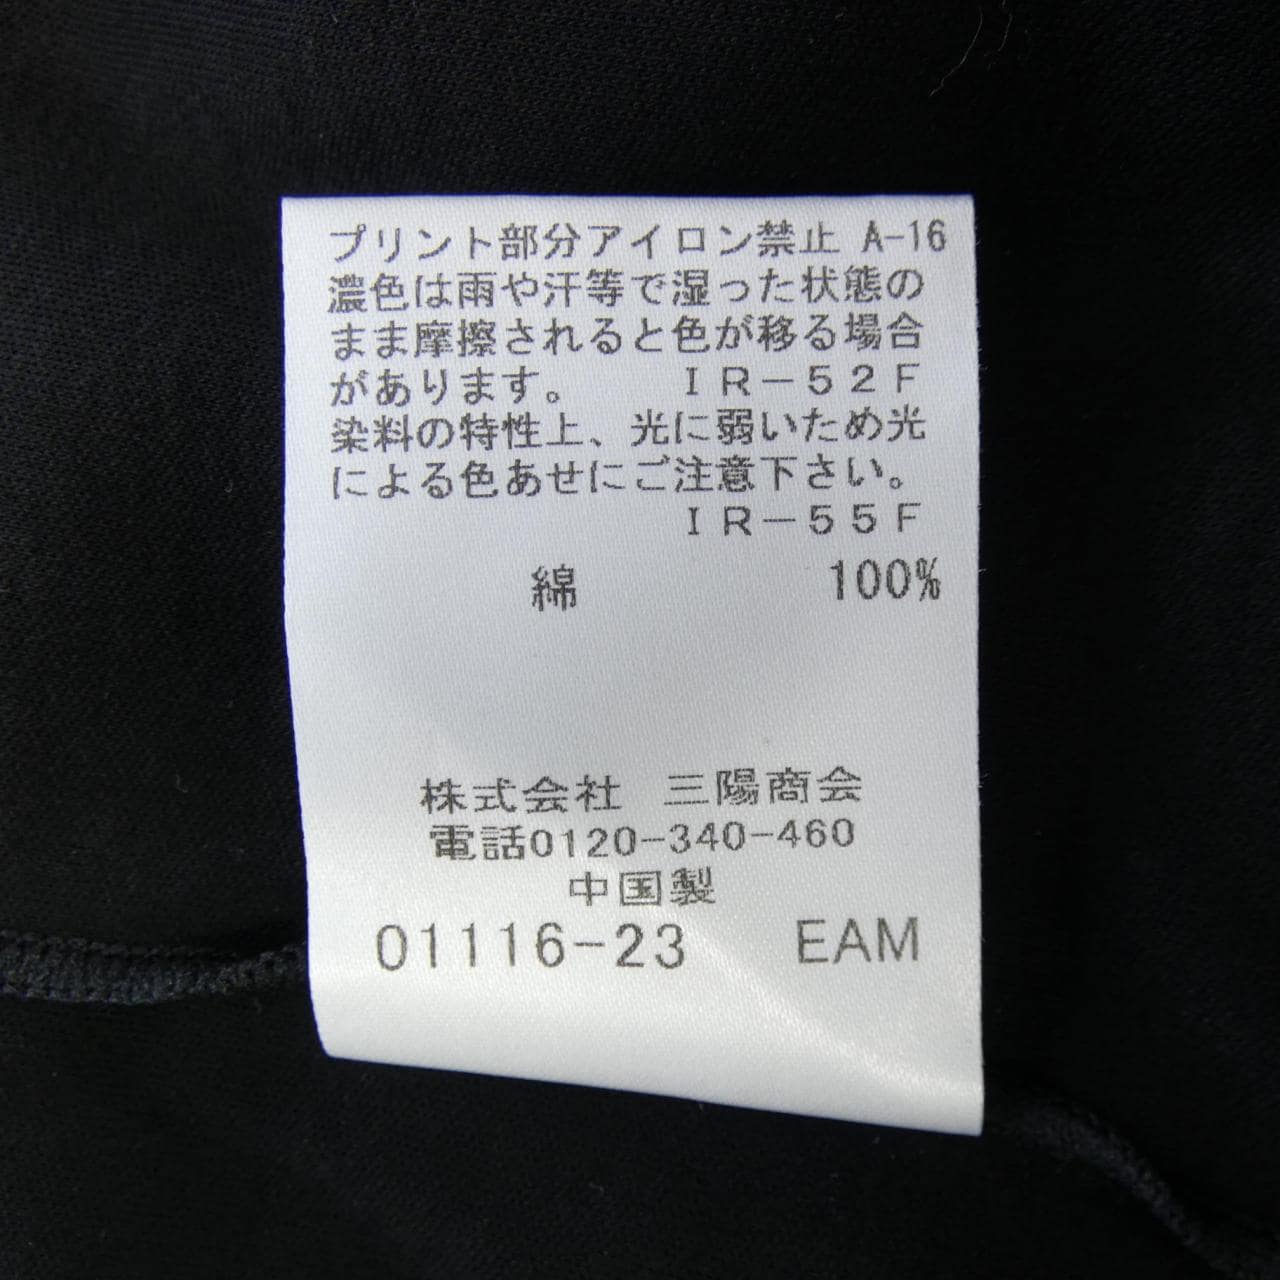 プリント部分アイロン禁止 A-16
濃色は雨や汗等で湿った状態の
まま摩擦されると色が移る場合
があります。 ＩＲ－５２Ｆ
染料の特性上、光に弱いため光
による色あせにご注意下さい。
ＩＲ－５５Ｆ
綿 100%
株式会社 三陽商会
電話0120-340-460
中国製
01116-23 EAM